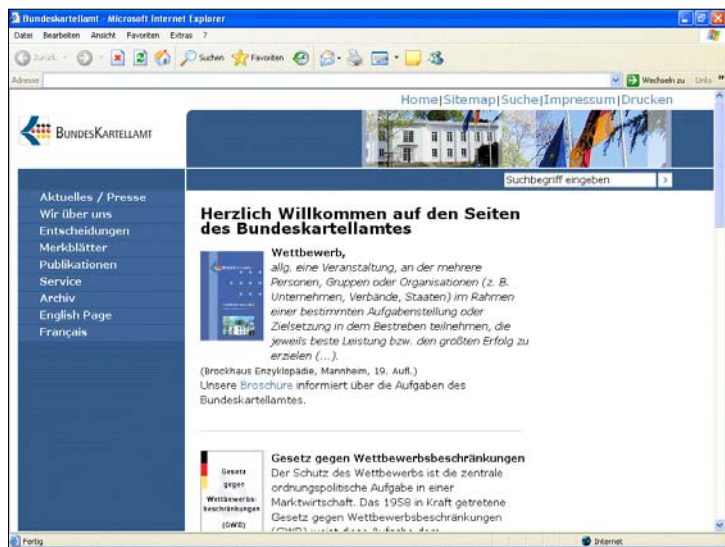 Bundeskartellamt - Microsoft Internet Explorer
Datei Bearbeiten Ansicht Favoriten Extras ?
Zurück Suchen Favoriten
Adresse Wechseln zu Links »
Home|Sitemap|Suche|Impressum|Drucken
BUNDESKARTELLAMT
Suchbegriff eingeben >
Aktuelles / Presse
Wir über uns
Entscheidungen
Merkblätter
Publikationen
Service
Archiv
English Page
Français
Herzlich Willkommen auf den Seiten
des Bundeskartellamtes
Wettbewerb,
allg. eine Veranstaltung, an der mehrere
Personen, Gruppen oder Organisationen (z. B.
Unternehmen, Verbände, Staaten) im Rahmen
einer bestimmten Aufgabenstellung oder
Zielsetzung in dem Bestreben teilnehmen, die
jeweils beste Leistung bzw. den größten Erfolg zu
erzielen (...).
(Brockhaus Enzyklopädie, Mannheim, 19. Aufl.)
Unsere Broschüre informiert über die Aufgaben des
Bundeskartellamtes.
Gesetz
gegen
Wettbewerbs-
beschränkungen
(GWB)
Gesetz gegen Wettbewerbsbeschränkungen
Der Schutz des Wettbewerbs ist die zentrale
ordnungspolitische Aufgabe in einer
Marktwirtschaft. Das 1958 in Kraft getretene
Gesetz gegen Wettbewerbsbeschränkungen
Fertig Internet